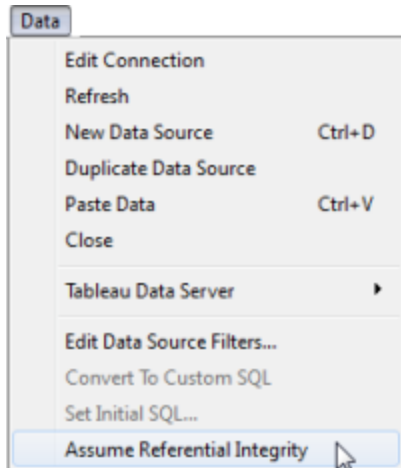 Data
Edit Connection
Refresh
New Data Source Ctrl+D
Duplicate Data Source
Paste Data Ctrl+V
Close
Tableau Data Server
Edit Data Source Filters...
Convert To Custom SQL
Set Initial SQL...
Assume Referential Integrity